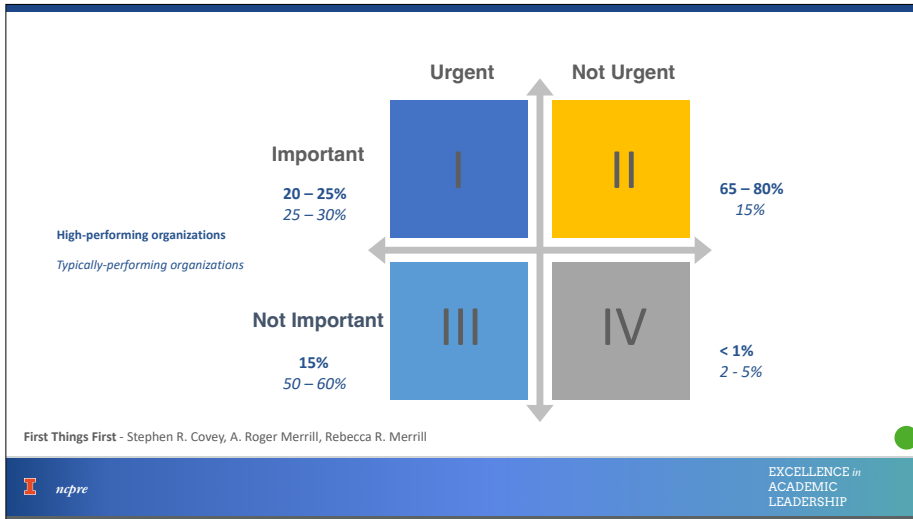 Urgent
Not Urgent
Important
I
II
20 – 25%
25 – 30%
65 – 80%
15%
High-performing organizations
Typically-performing organizations
Not Important
III
IV
15%
50 – 60%
< 1%
2 - 5%
First Things First - Stephen R. Covey, A. Roger Merrill, Rebecca R. Merrill
I
ncpre
EXCELLENCE in
ACADEMIC
LEADERSHIP